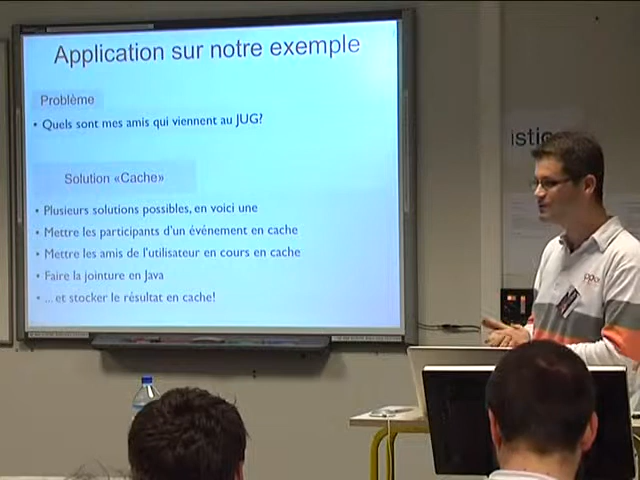 Application sur notre exemple
Problème
• Quels sont mes amis qui viennent au JUG?
Solution «Cache»
• Plusieurs solutions possibles, en voici une
• Mettre les participants d'un événement en cache
• Mettre les amis de l'utilisateur en cours en cache
• Faire la jointure en Java
• ... et stocker le résultat en cache!
istic